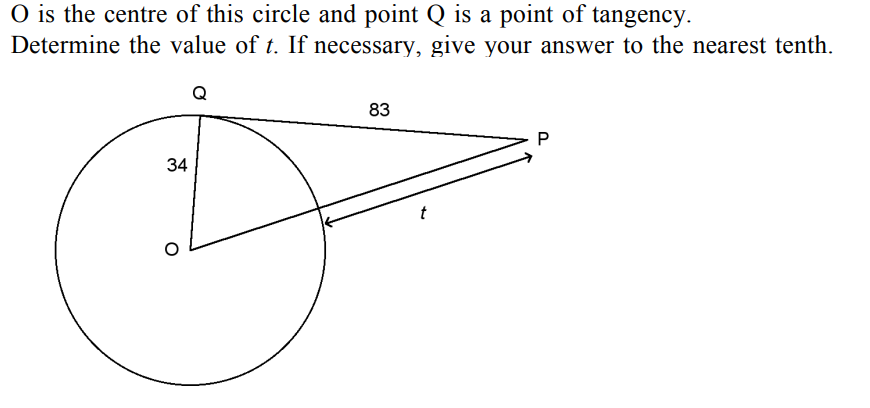 O is the centre of this circle and point Q is a point of tangency.
Determine the value of t. If necessary, give your answer to the nearest tenth.
Q
83
P
34
t
O